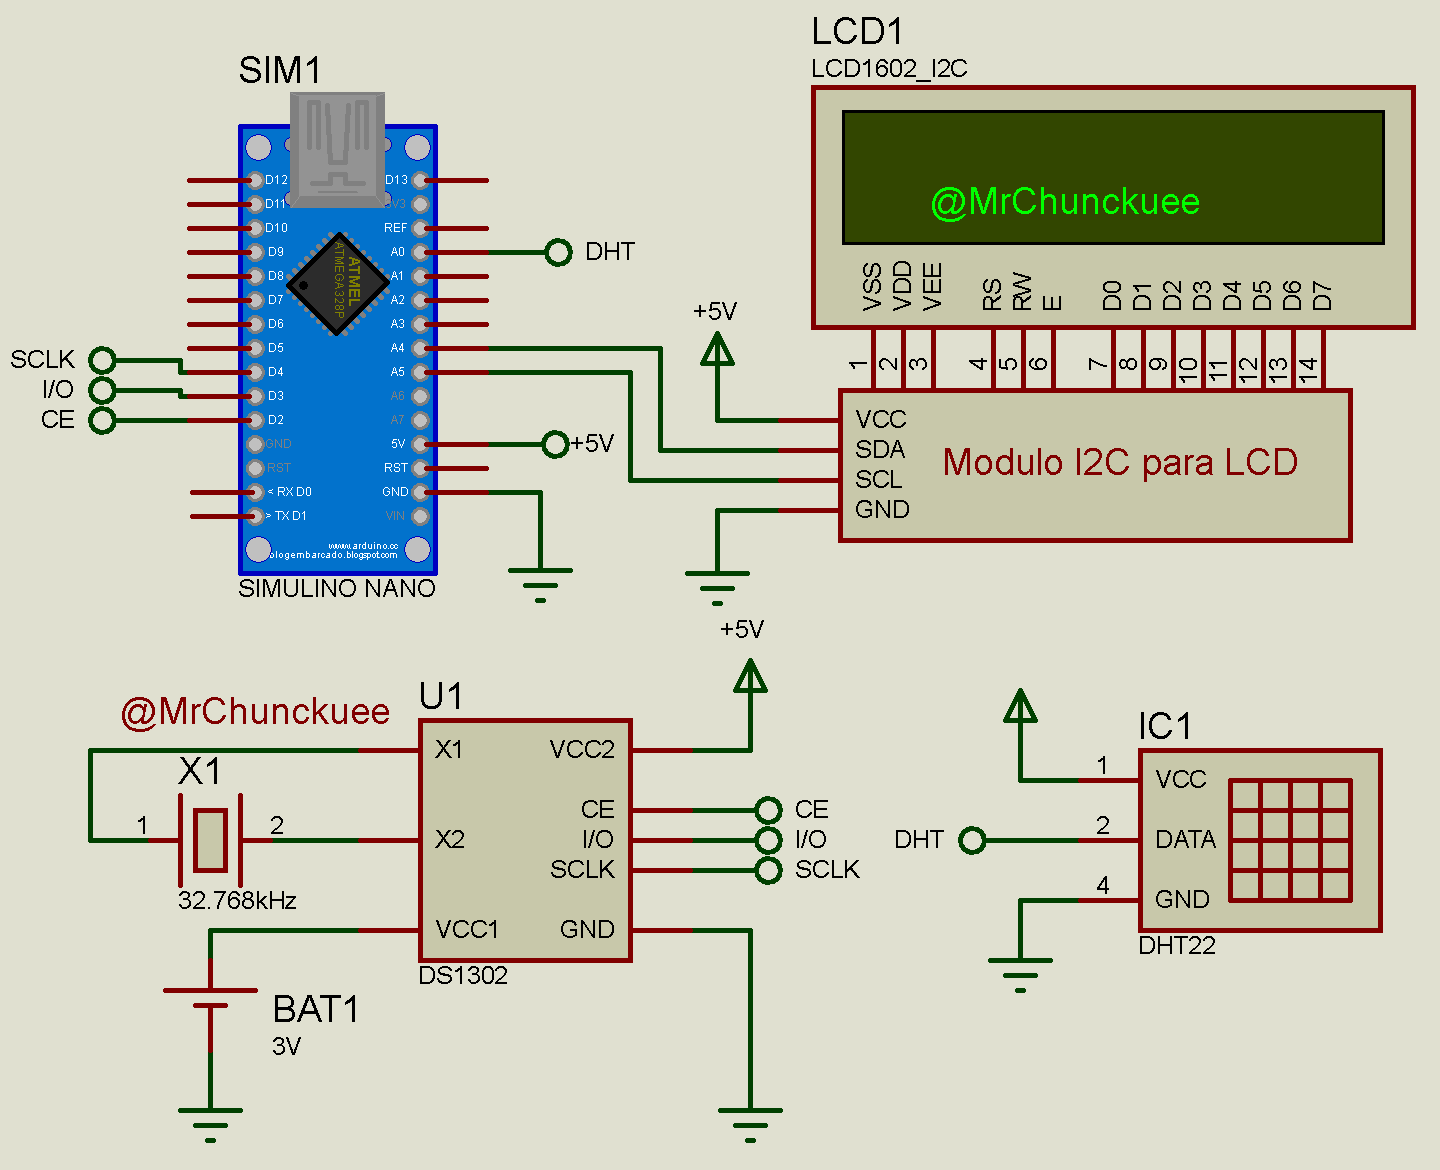 SIM1
D12
D11
D10
D9
D8
D7
D6
D5
D4
D3
D2
GND
RST
< RX D0
> TX D1
D13
V3
REF
A0
A1
A2
A3
A4
A5
A6
A7
5V
RST
GND
VIN
ATMEL
ATMEGA328P
www.arduino.cc
blogembarcado.blogspot.com
SIMULINO NANO
SCLK
I/O
CE
DHT
+5V
LCD1
LCD1602_I2C
@MrChunckuee
VSS
VDD
VEE
RS
RW
E
D0
D1
D2
D3
D4
D5
D6
D7
1
2
3
4
5
6
7
8
9
10
11
12
13
14
+5V
VCC
SDA
SCL
GND
Modulo I2C para LCD
@MrChunckuee
X1
1
2
32.768kHz
U1
X1
X2
VCC1
VCC2
CE
I/O
SCLK
GND
DS1302
+5V
CE
I/O
SCLK
BAT1
3V
IC1
1
2
4
VCC
DATA
GND
DHT
DHT22